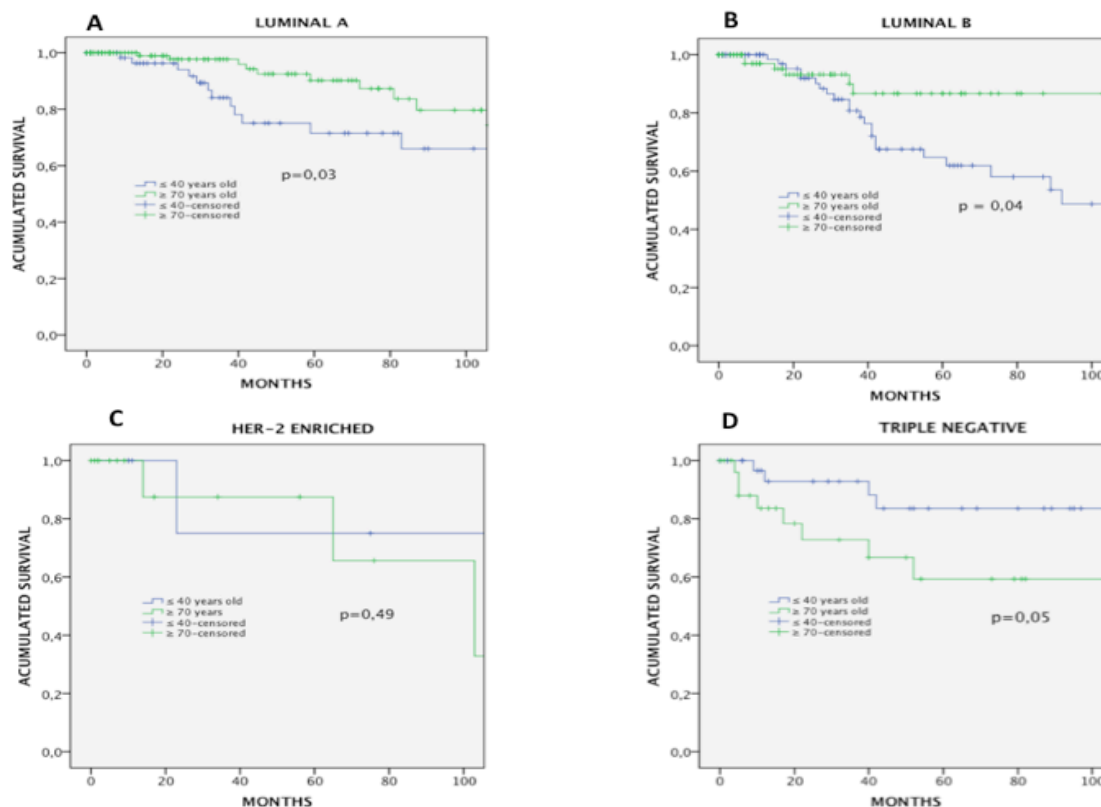 A
LUMINAL A
ACUMULATED SURVIVAL
1,0
0,8
0,6
0,4
0,2
0,0
≤ 40 years old
≥ 70 years old
≤ 40-censored
≥ 70-censored
p=0,03
0 20 40 60 80 100
MONTHS
B
LUMINAL B
ACUMULATED SURVIVAL
1,0
0,8
0,6
0,4
0,2
0,0
≤ 40 years old
≥ 70 years old
≤ 40-censored
≥ 70-censored
p = 0,04
0 20 40 60 80 100
MONTHS
C
HER-2 ENRICHED
ACUMULATED SURVIVAL
1,0
0,8
0,6
0,4
0,2
0,0
≤ 40 years old
≥ 70 years
≤ 40-censored
≥ 70-censored
p=0,49
0 20 40 60 80 100
MONTHS
D
TRIPLE NEGATIVE
ACUMULATED SURVIVAL
1,0
0,8
0,6
0,4
0,2
0,0
≤ 40 years old
≥ 70 years old
≤ 40-censored
≥ 70-censored
p=0,05
0 20 40 60 80 100
MONTHS